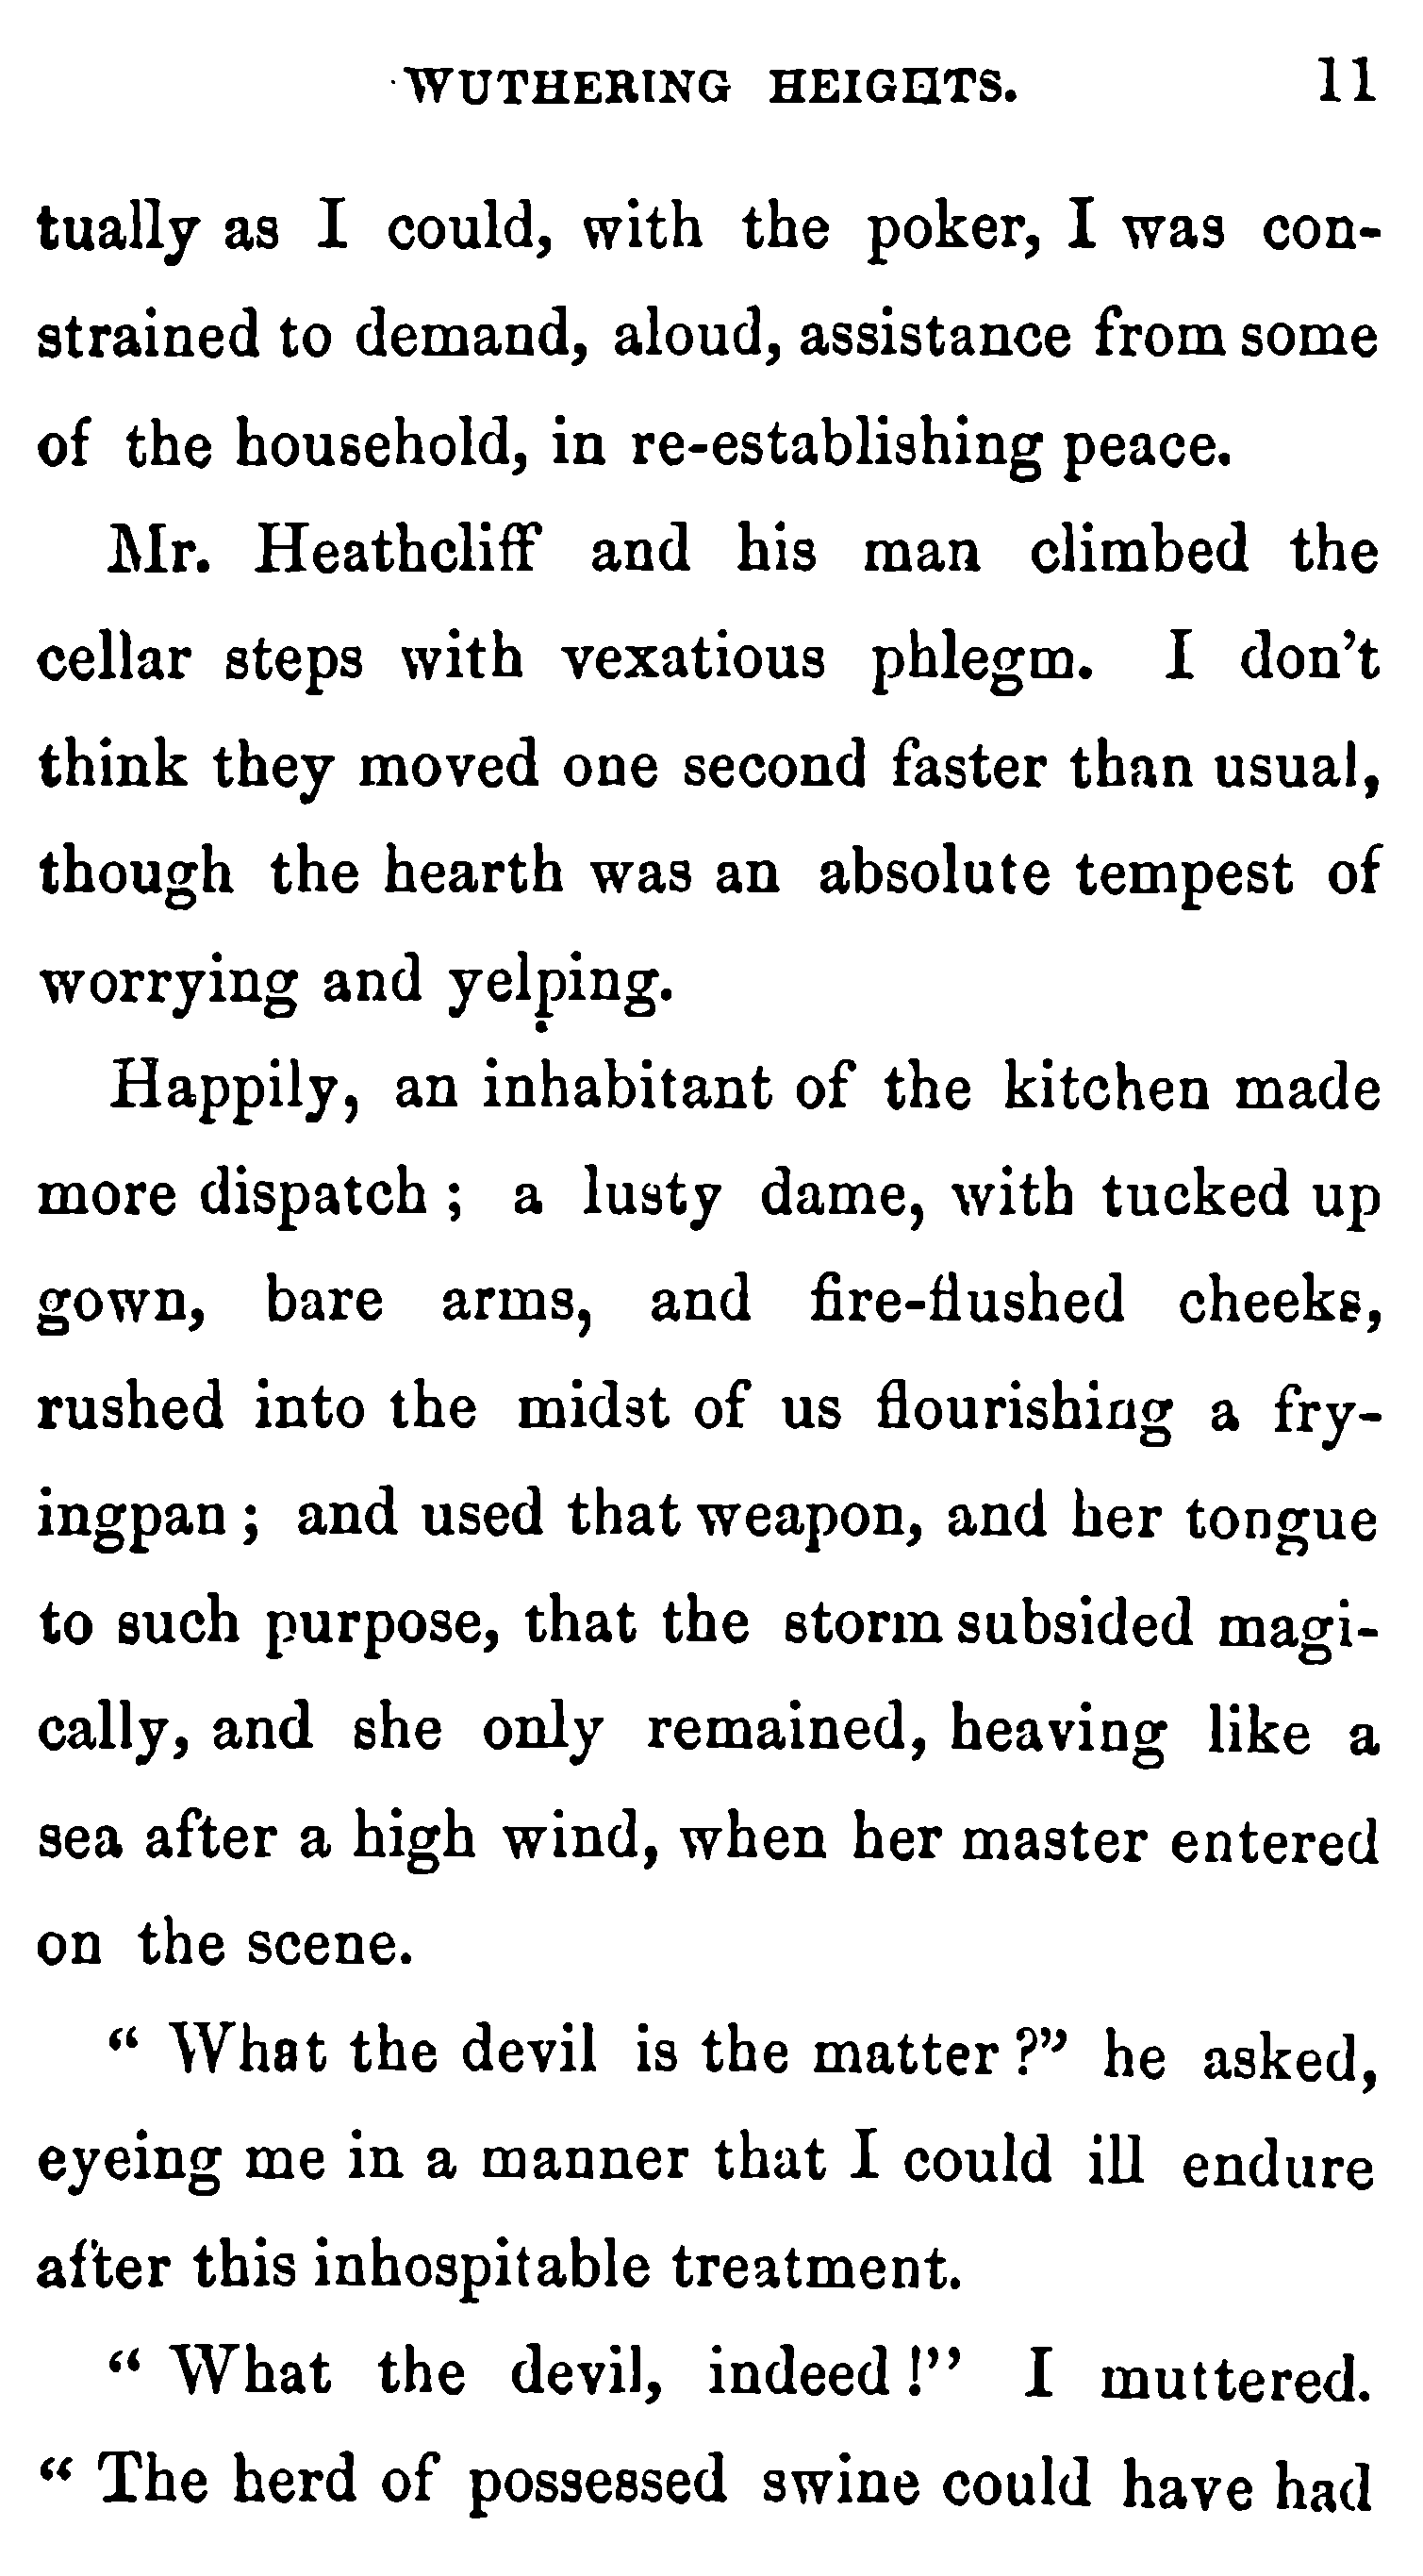 WUTHERING HEIGHTS. 11
tually as I could, with the poker, I was con-
strained to demand, aloud, assistance from some
of the household, in re-establishing peace.
Mr. Heathcliff and his man climbed the
cellar steps with vexatious phlegm. I don't
think they moved one second faster than usual,
though the hearth was an absolute tempest of
worrying and yelping.
Happily, an inhabitant of the kitchen made
more dispatch ; a lusty dame, with tucked up
gown, bare arms, and fire-flushed cheeks,
rushed into the midst of us flourishing a fry-
ingpan ; and used that weapon, and her tongue
to such purpose, that the storm subsided magi-
cally, and she only remained, heaving like a
sea after a high wind, when her master entered
on the scene.
“ What the devil is the matter ?” he asked,
eyeing me in a manner that I could ill endure
after this inhospitable treatment.
“ What the devil, indeed !” I muttered.
“ The herd of possessed swine could have had